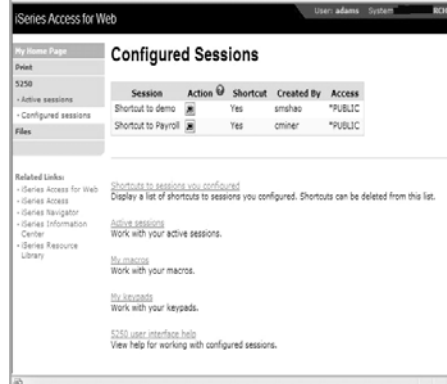 iSeries Access for Web
User: adams System
RCH
My Home Page
Print
5250
• Active sessions
• Configured sessions
Files
Related Links:
• iSeries Access for Web
• iSeries Access
• iSeries Navigator
• iSeries Information Center
• iSeries Resource Library
Configured Sessions
Session Action Shortcut Created By Access
Shortcut to demo Yes smshao *PUBLIC
Shortcut to Payroll Yes cminer *PUBLIC
Shortcuts to sessions you configured
Display a list of shortcuts to sessions you configured. Shortcuts can be deleted from this list.
Active sessions
Work with your active sessions.
My macros
Work with your macros.
My keypads
Work with your keypads.
5250 user interface help
View help for working with configured sessions.